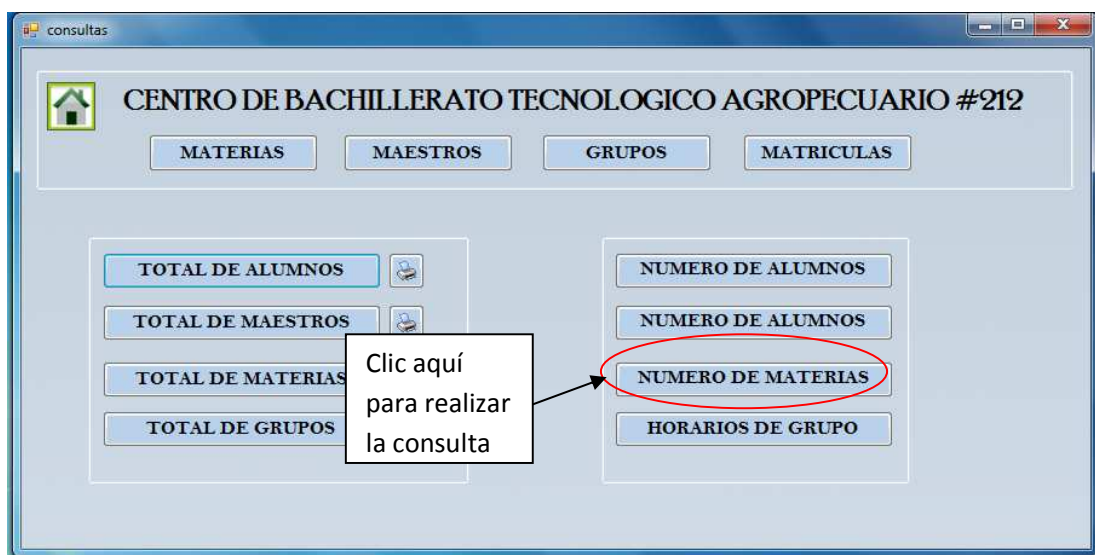 consultas
CENTRO DE BACHILLERATO TECNOLOGICO AGROPECUARIO #212
MATERIAS MAESTROS GRUPOS MATRICULAS
TOTAL DE ALUMNOS
TOTAL DE MAESTROS
TOTAL DE MATERIAS
TOTAL DE GRUPOS
Clic aquí
para realizar
la consulta
NUMERO DE ALUMNOS
NUMERO DE ALUMNOS
NUMERO DE MATERIAS
HORARIOS DE GRUPO